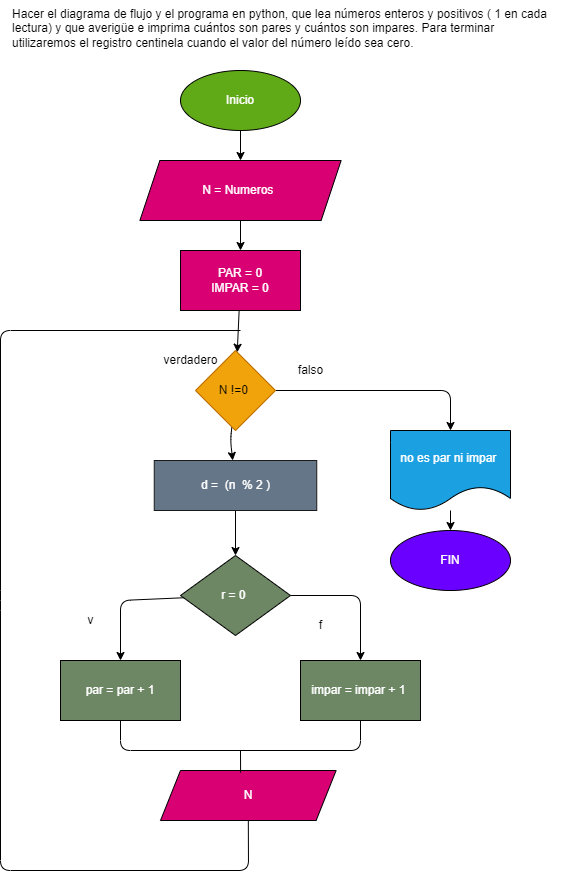 Hacer el diagrama de flujo y el programa en python, que lea números enteros y positivos ( 1 en cada
lectura) y que averigüe e imprima cuántos son pares y cuántos son impares. Para terminar
utilizaremos el registro centinela cuando el valor del número leído sea cero.
Inicio
N = Numeros
PAR = 0
IMPAR = 0
verdadero
falso
N !=0
no es par ni impar
d = (n % 2 )
FIN
r = 0
v
f
par = par + 1
impar = impar + 1
N